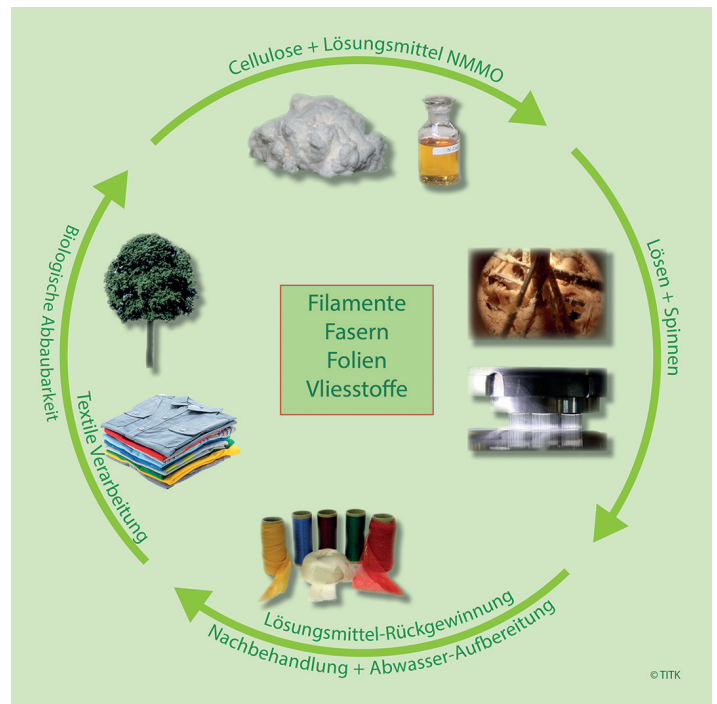 Cellulose + Lösungsmittel NMMO
Lösen + Spinnen
Filamente
Fasern
Folien
Vliesstoffe
Lösungsmittel-Rückgewinnung
Nachbehandlung + Abwasser-Aufbereitung
Textile Verarbeitung
Biologische Abbaubarkeit
© TITK